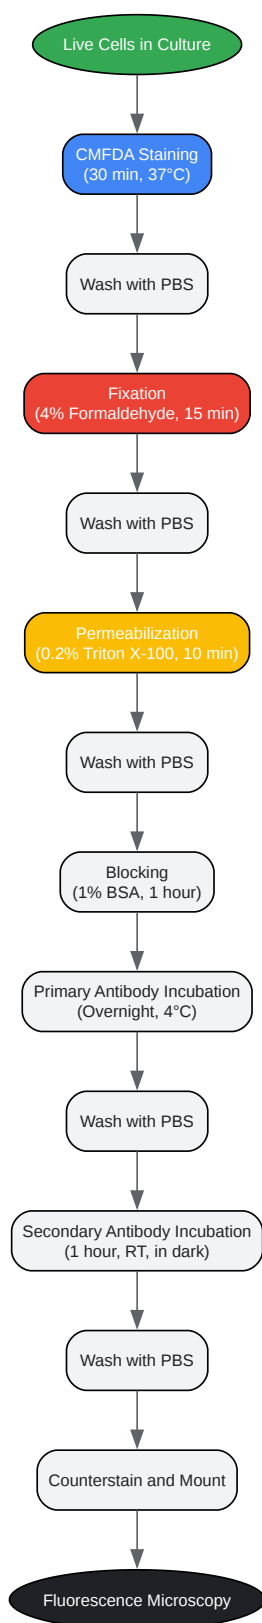 Live Cells in Culture
CMFDA Staining
(30 min, 37°C)
Wash with PBS
Fixation
(4% Formaldehyde, 15 min)
Wash with PBS
Permeabilization
(0.2% Triton X-100, 10 min)
Wash with PBS
Blocking
(1% BSA, 1 hour)
Primary Antibody Incubation
(Overnight, 4°C)
Wash with PBS
Secondary Antibody Incubation
(1 hour, RT, in dark)
Wash with PBS
Counterstain and Mount
Fluorescence Microscopy